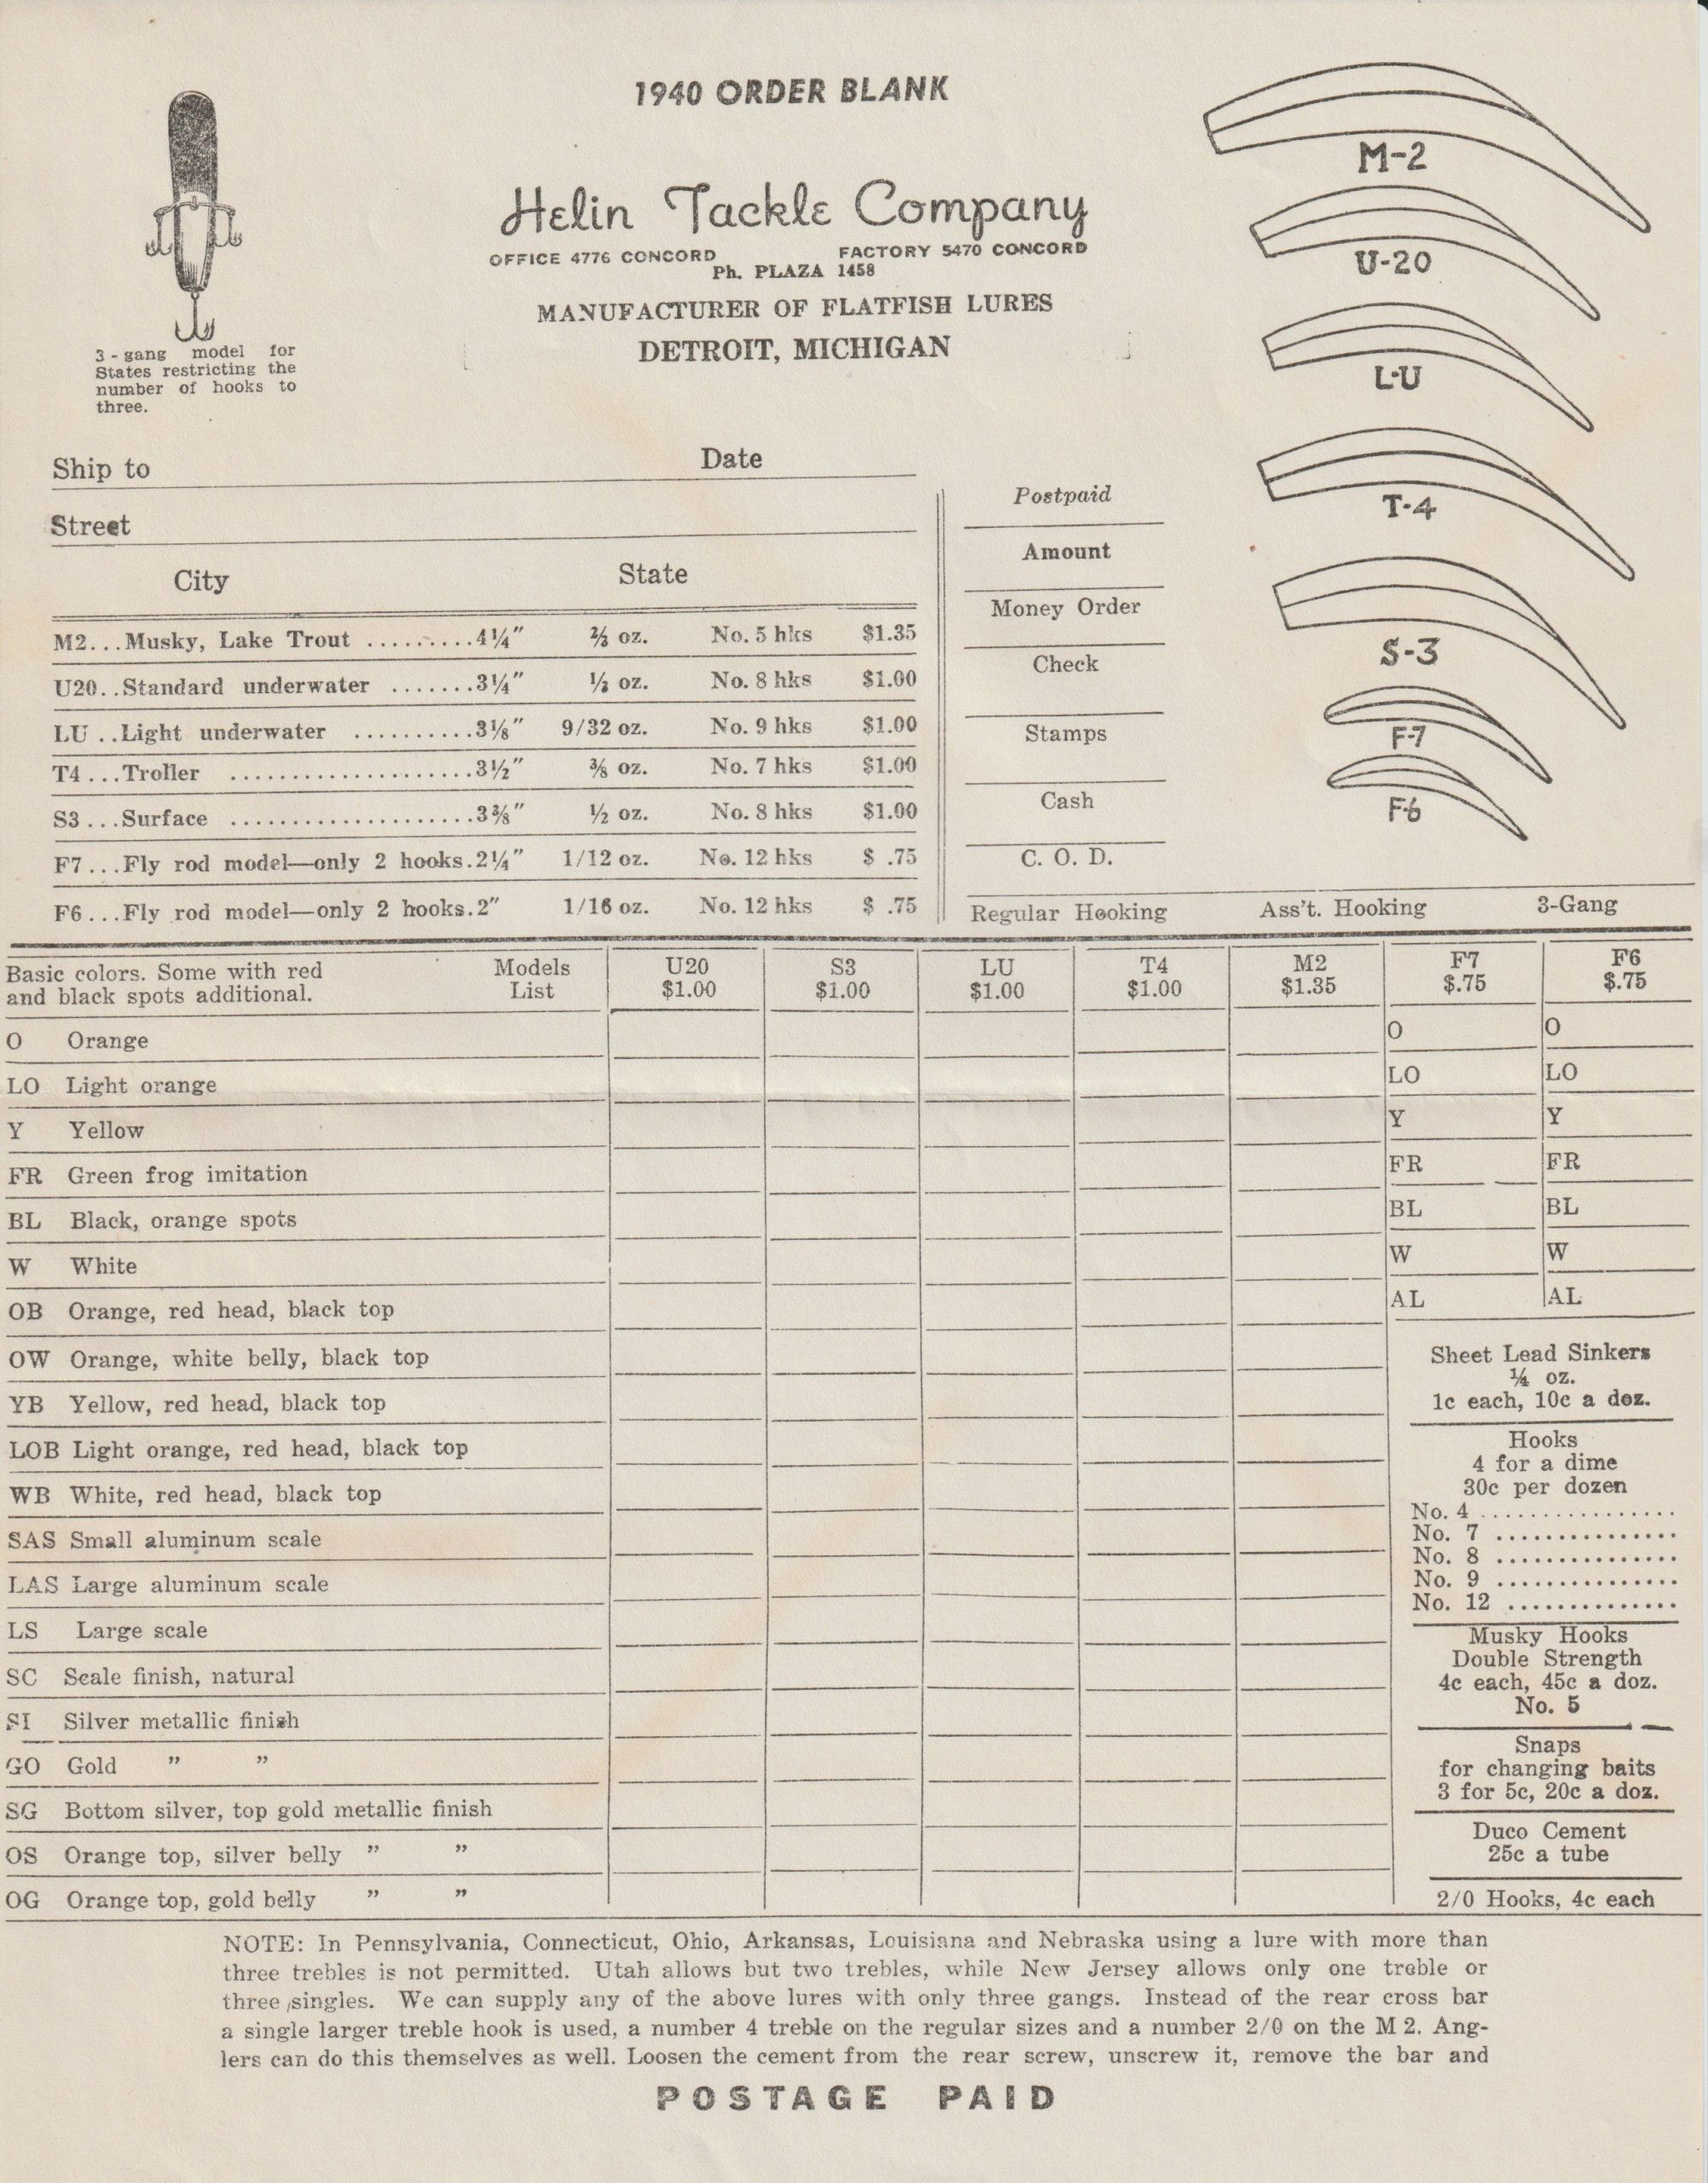 1940 ORDER BLANK
Helin Tackle Company
OFFICE 4776 CONCORD FACTORY 5470 CONCORD
Ph. PLAZA 1458
MANUFACTURER OF FLATFISH LURES
DETROIT, MICHIGAN
3 - gang model for
States restricting the
number of hooks to
three.
M-2
U-20
L-U
T-4
S-3
F-7
F-6
Ship to Date
Street
City State
M2...Musky, Lake Trout .........4¼″ ⅔ oz. No. 5 hks $1.35
U20..Standard underwater .......3¼″ ⅓ oz. No. 8 hks $1.00
LU ..Light underwater ..........3⅛″ 9/32 oz. No. 9 hks $1.00
T4...Troller ...................3½″ ⅜ oz. No. 7 hks $1.00
S3...Surface ...................3⅜″ ½ oz. No. 8 hks $1.00
F7...Fly rod model—only 2 hooks.2¼″ 1/12 oz. No. 12 hks $ .75
F6...Fly rod model—only 2 hooks.2″ 1/16 oz. No. 12 hks $ .75
Postpaid
Amount
Money Order
Check
Stamps
Cash
C. O. D.
Regular Hooking Ass't. Hooking 3-Gang
Basic colors. Some with red Models U20 S3 LU T4 M2 F7 F6
and black spots additional. List $1.00 $1.00 $1.00 $1.00 $1.35 $.75 $.75
O Orange O O
LO Light orange LO LO
Y Yellow Y Y
FR Green frog imitation FR FR
BL Black, orange spots BL BL
W White W W
OB Orange, red head, black top AL AL
OW Orange, white belly, black top
YB Yellow, red head, black top
LOB Light orange, red head, black top
WB White, red head, black top
SAS Small aluminum scale
LAS Large aluminum scale
LS Large scale
SC Scale finish, natural
SI Silver metallic finish
GO Gold ” ”
SG Bottom silver, top gold metallic finish
OS Orange top, silver belly ” ”
OG Orange top, gold belly ” ”
Sheet Lead Sinkers
¼ oz.
1c each, 10c a doz.
Hooks
4 for a dime
30c per dozen
No. 4 ................
No. 7 ...............
No. 8 ...............
No. 9 ...............
No. 12 ..............
Musky Hooks
Double Strength
4c each, 45c a doz.
No. 5
Snaps
for changing baits
3 for 5c, 20c a doz.
Duco Cement
25c a tube
2/0 Hooks, 4c each
NOTE: In Pennsylvania, Connecticut, Ohio, Arkansas, Louisiana and Nebraska using a lure with more than
three trebles is not permitted. Utah allows but two trebles, while New Jersey allows only one treble or
three singles. We can supply any of the above lures with only three gangs. Instead of the rear cross bar
a single larger treble hook is used, a number 4 treble on the regular sizes and a number 2/0 on the M 2. Ang-
lers can do this themselves as well. Loosen the cement from the rear screw, unscrew it, remove the bar and
POSTAGE PAID